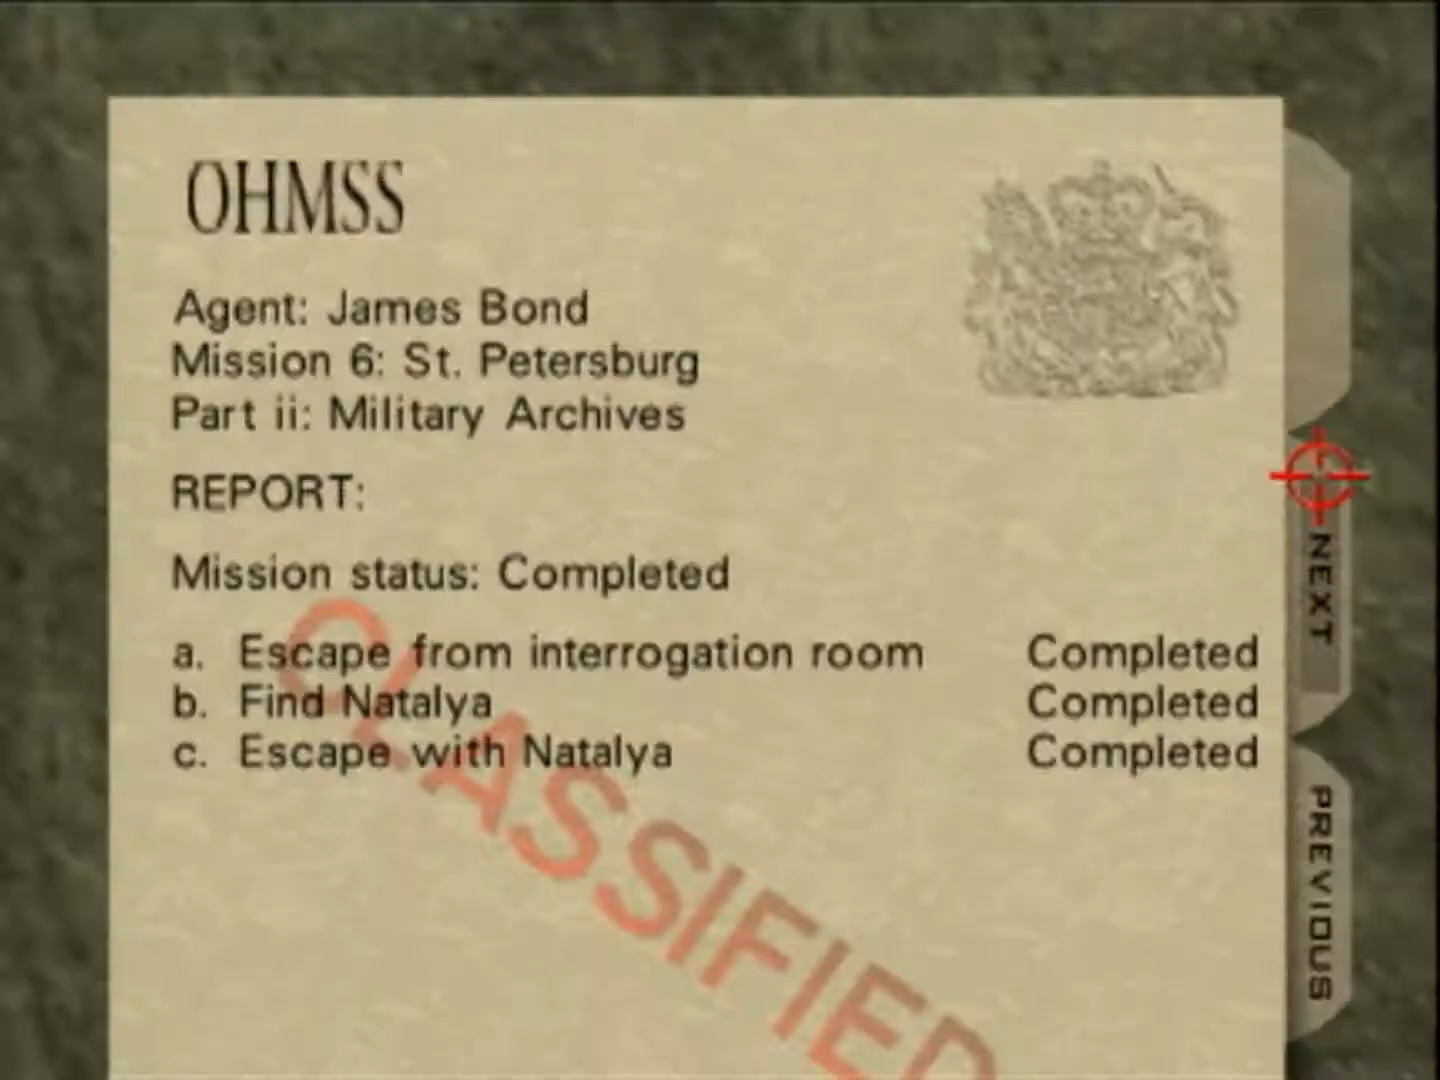 OHMSS
Agent: James Bond
Mission 6: St. Petersburg
Part ii: Military Archives
REPORT:
Mission status: Completed
a. Escape from interrogation room Completed
b. Find Natalya Completed
c. Escape with Natalya Completed
CLASSIFIED
NEXT
PREVIOUS